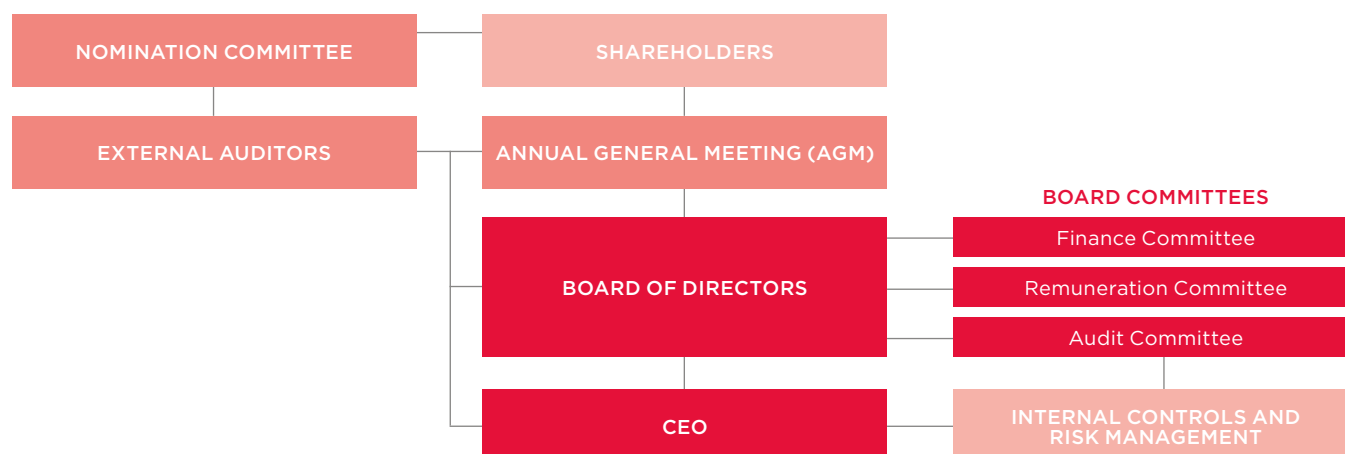 NOMINATION COMMITTEE
SHAREHOLDERS
EXTERNAL AUDITORS
ANNUAL GENERAL MEETING (AGM)
BOARD COMMITTEES
BOARD OF DIRECTORS
Finance Committee
Remuneration Committee
Audit Committee
CEO
INTERNAL CONTROLS AND
RISK MANAGEMENT